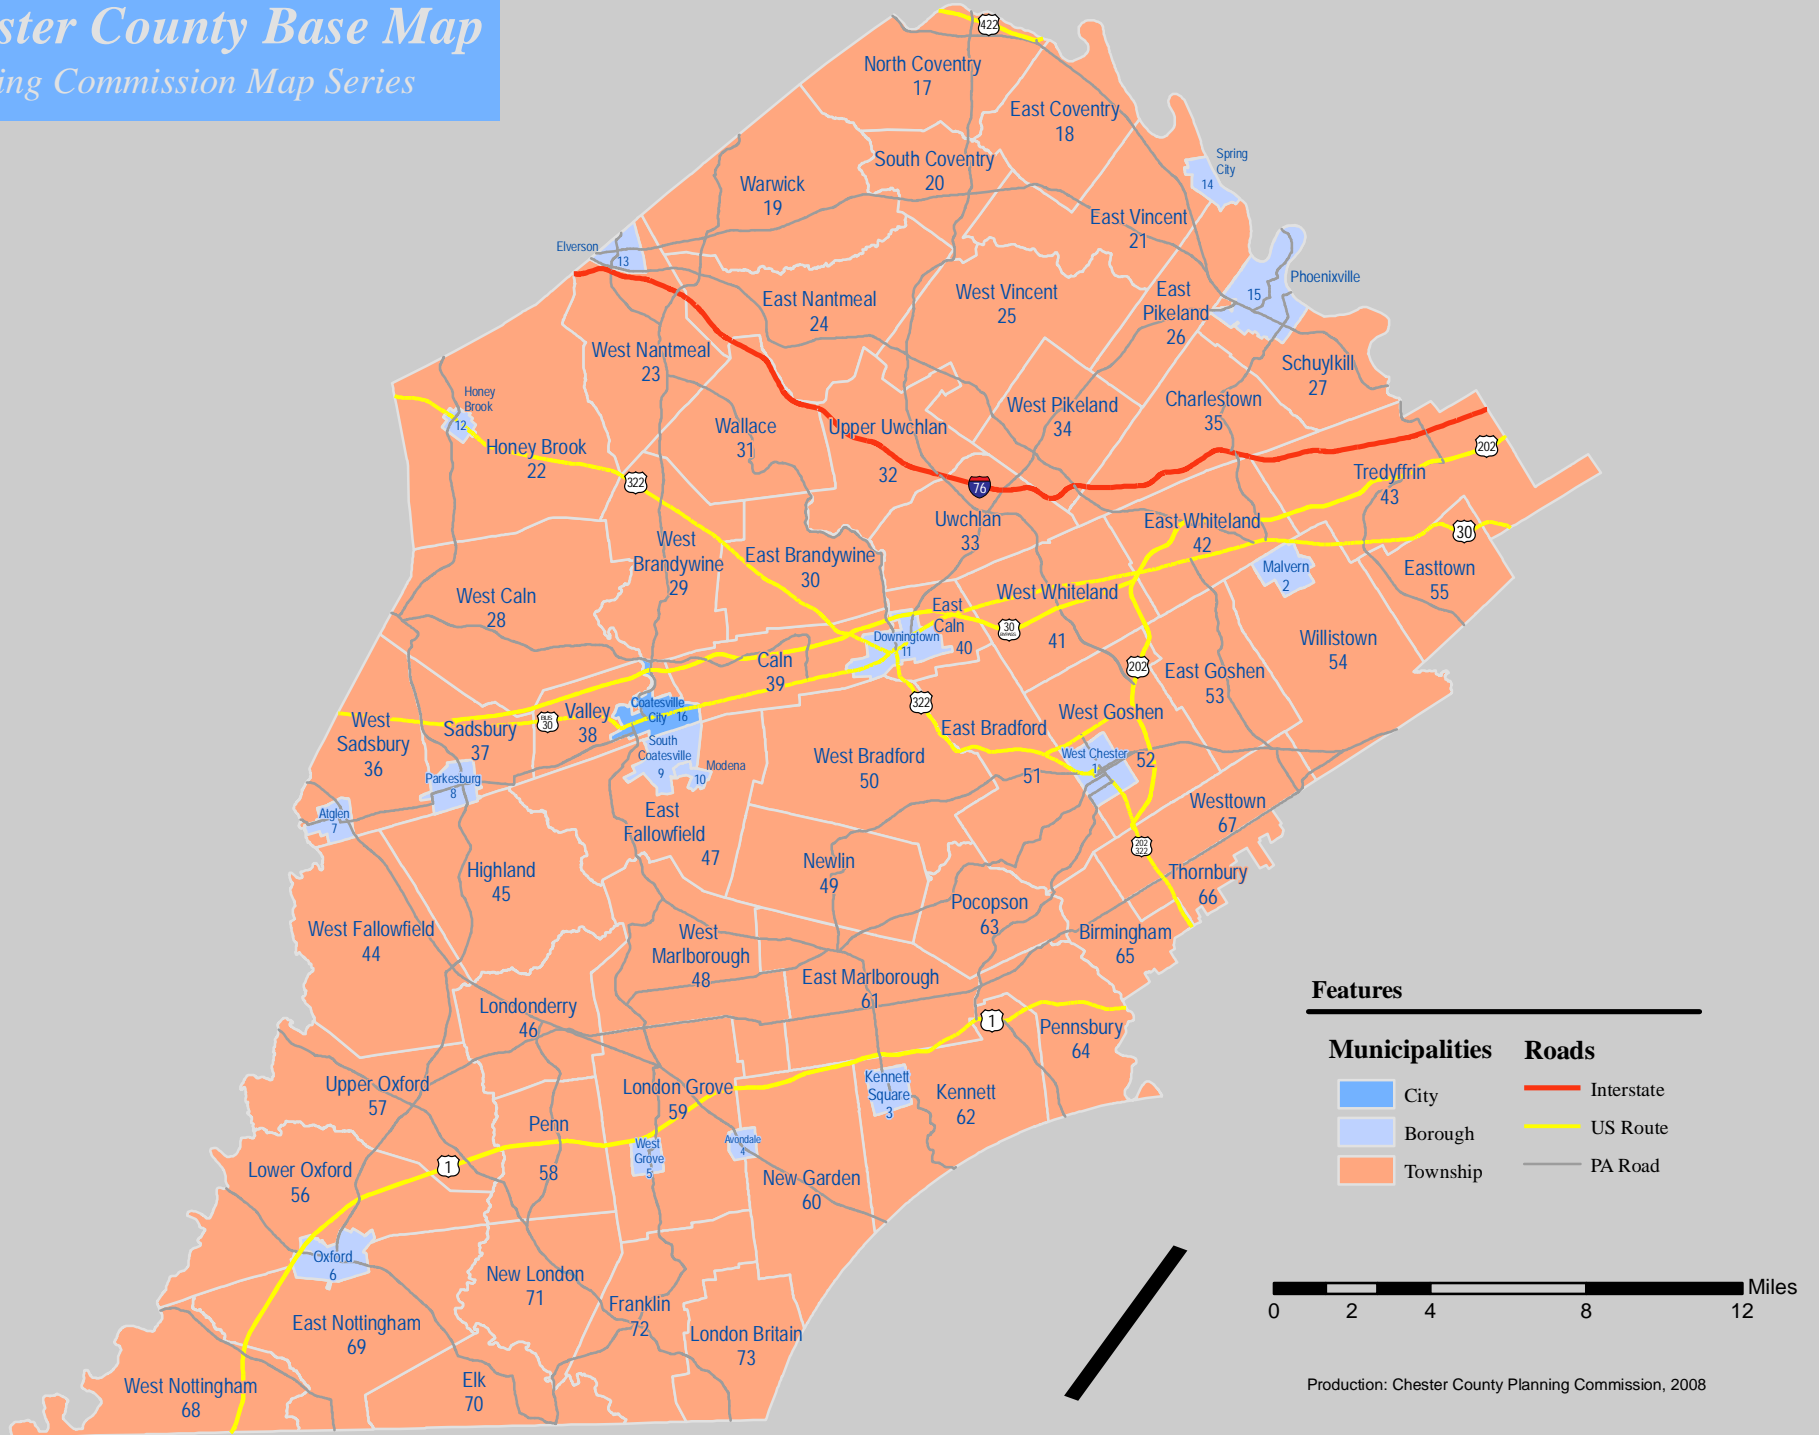 ster County Base Map
ing Commission Map Series
422
North Coventry
17
East Coventry
18
Spring
City
14
South Coventry
20
Warwick
19
East Vincent
21
Elverson
13
Phoenixville
15
East Nantmeal
24
West Vincent
25
East
Pikeland
26
West Nantmeal
23
Schuylkill
27
Honey
Brook
12
Charlestown
35
West Pikeland
34
Wallace
31
Upper Uwchlan
32
Honey Brook
22
202
Tredyffrin
43
322
76
Uwchlan
33
East Whiteland
42
30
West
Brandywine
29
East Brandywine
30
Malvern
2
Easttown
55
West Caln
28
West Whiteland
41
East
Caln
40
30
BYPASS
Downingtown
11
Willistown
54
Caln
39
202
East Goshen
53
Coatesville
City 16
322
West
Sadsbury
36
Sadsbury
37
BUS
30
Valley
38
West Goshen
52
East Bradford
51
South
Coatesville
9
Modena
10
West Bradford
50
West Chester
1
Parkesburg
8
Atglen
7
East
Fallowfield
47
Westtown
67
202
322
Newlin
49
Highland
45
Thornbury
66
Pocopson
63
West Fallowfield
44
West
Marlborough
48
Birmingham
65
East Marlborough
61
Londonderry
46
1
Pennsbury
64
Upper Oxford
57
London Grove
59
Kennett
Square
3
Kennett
62
Penn
58
Avondale
4
West
Grove
5
1
Lower Oxford
56
New Garden
60
Oxford
6
New London
71
Franklin
72
East Nottingham
69
London Britain
73
West Nottingham
68
Elk
70
Features
Municipalities
City
Borough
Township
Roads
Interstate
US Route
PA Road
Miles
0 2 4 8 12
Production: Chester County Planning Commission, 2008